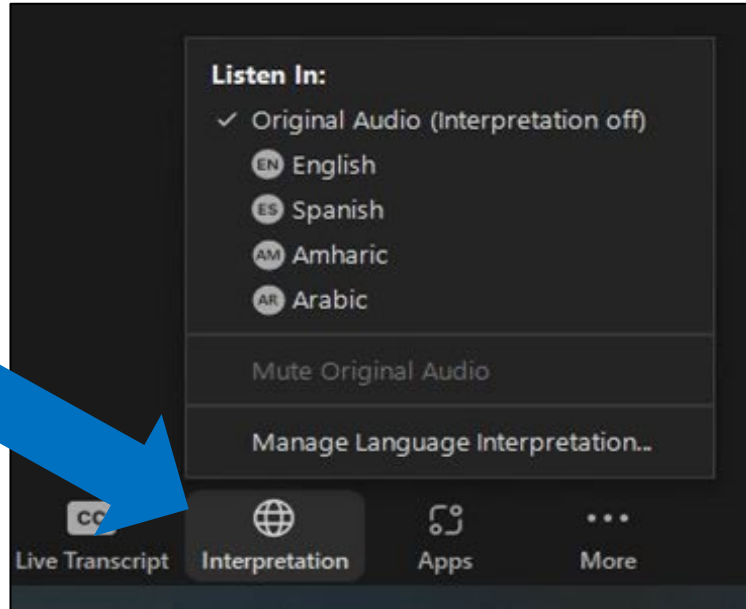 Listen In:
✓ Original Audio (Interpretation off)
EN English
ES Spanish
AM Amharic
AR Arabic
Mute Original Audio
Manage Language Interpretation...
CC
Live Transcript Interpretation Apps More